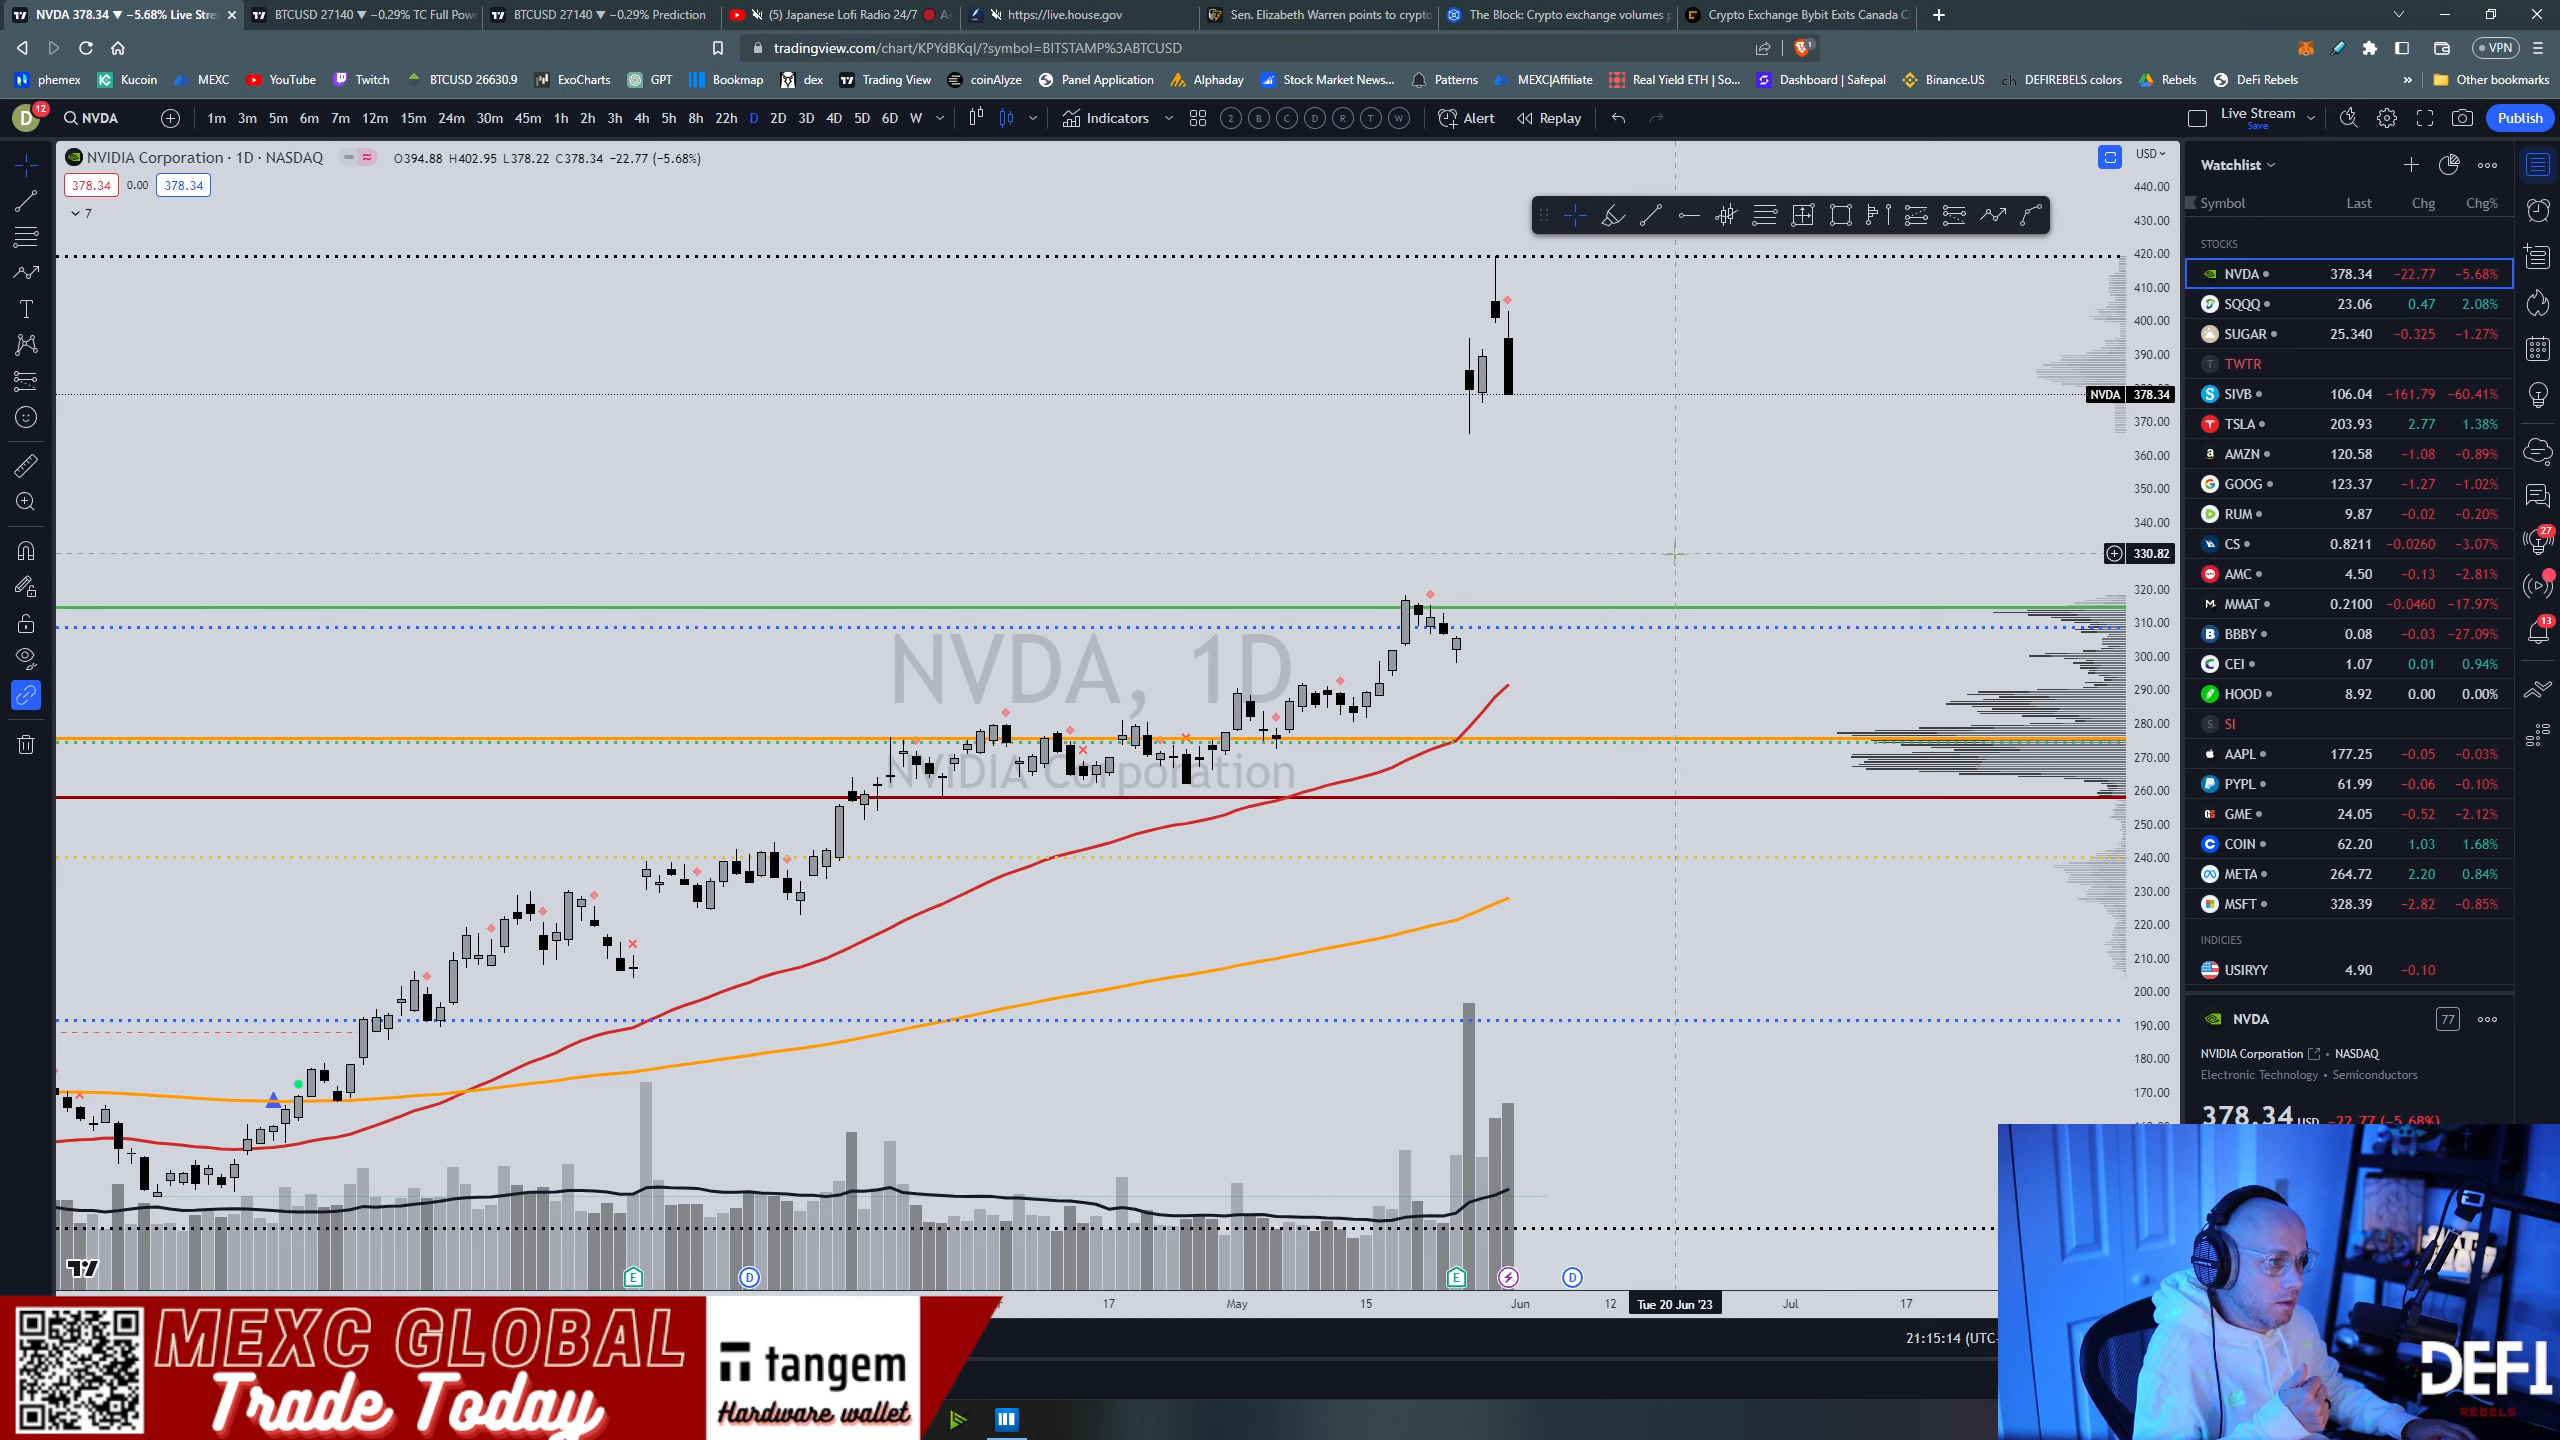 NVDA 378.34 ▼ −5.68% Live Stre
BTCUSD 27140 ▼ −0.29% TC Full Pow
BTCUSD 27140 ▼ −0.29% Prediction
(5) Japanese Lofi Radio 24/7
https://live.house.gov
Sen. Elizabeth Warren points to crypto
The Block: Crypto exchange volumes p
Crypto Exchange Bybit Exits Canada Ci
tradingview.com/chart/KPYdBKqI/?symbol=BITSTAMP%3ABTCUSD
VPN
phemex Kucoin MEXC YouTube Twitch BTCUSD 26630.9 ExoCharts GPT Bookmap dex Trading View coinAlyze Panel Application Alphaday Stock Market News... Patterns MEXC|Affiliate Real Yield ETH | So... Dashboard | Safepal Binance.US DEFIREBELS colors Rebels DeFi Rebels » Other bookmarks
D 12 NVDA 1m 3m 5m 6m 7m 12m 15m 24m 30m 45m 1h 2h 3h 4h 5h 8h 22h D 2D 3D 4D 5D 6D W Indicators 2 B C D R T W Alert Replay Live Stream Save Publish
NVIDIA Corporation · 1D · NASDAQ O394.88 H402.95 L378.22 C378.34 −22.77 (−5.68%)
378.34 0.00 378.34
7
USD
440.00
430.00
420.00
410.00
400.00
390.00
NVDA 378.34
370.00
360.00
350.00
340.00
330.82
320.00
310.00
300.00
290.00
280.00
270.00
260.00
250.00
240.00
230.00
220.00
210.00
200.00
190.00
180.00
170.00
NVDA, 1D
NVIDIA Corporation
E D E D
17 May 15 Jun 12 Tue 20 Jun '23 Jul 17
21:15:14 (UTC-
Watchlist
Symbol Last Chg Chg%
STOCKS
NVDA 378.34 −22.77 −5.68%
SQQQ 23.06 0.47 2.08%
SUGAR 25.340 −0.325 −1.27%
T TWTR
SIVB 106.04 −161.79 −60.41%
TSLA 203.93 2.77 1.38%
AMZN 120.58 −1.08 −0.89%
GOOG 123.37 −1.27 −1.02%
RUM 9.87 −0.02 −0.20%
CS 0.8211 −0.0260 −3.07%
AMC 4.50 −0.13 −2.81%
MMAT 0.2100 −0.0460 −17.97%
BBBY 0.08 −0.03 −27.09%
CEI 1.07 0.01 0.94%
HOOD 8.92 0.00 0.00%
S SI
AAPL 177.25 −0.05 −0.03%
PYPL 61.99 −0.06 −0.10%
GME 24.05 −0.52 −2.12%
COIN 62.20 1.03 1.68%
META 264.72 2.20 0.84%
MSFT 328.39 −2.82 −0.85%
INDICIES
USIRYY 4.90 −0.10
NVDA
NVIDIA Corporation • NASDAQ
Electronic Technology • Semiconductors
378.34 USD −22.77 (−5.68%)
27
13
MEXC GLOBAL
Trade Today
tangem
Hardware wallet
DEFI
REBELS